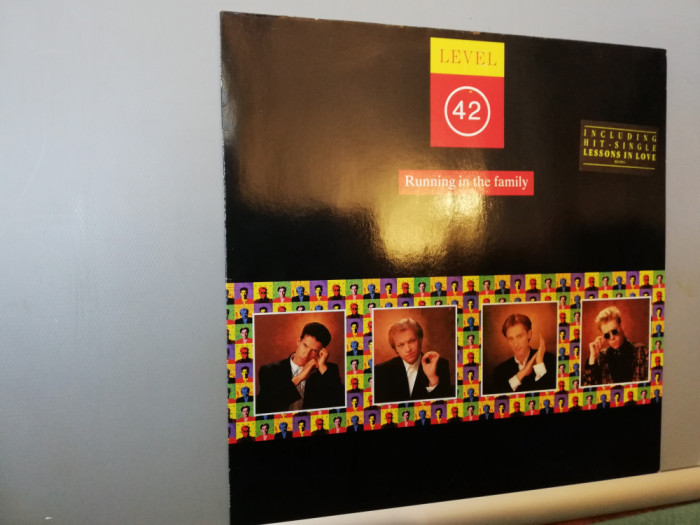 LEVEL
42
Running in the family
INCLUDING
HIT-SINGLE
LESSONS IN LOVE